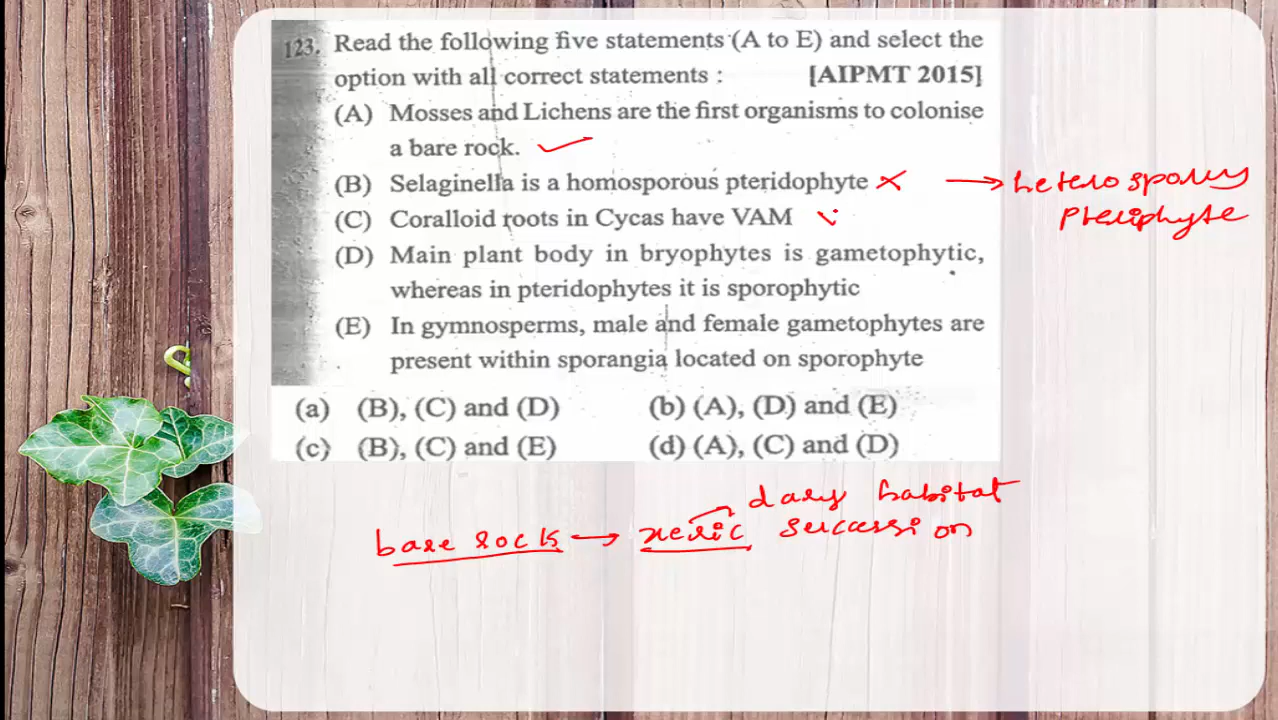 123. Read the following five statements (A to E) and select the
option with all correct statements : [AIPMT 2015]
(A) Mosses and Lichens are the first organisms to colonise
a bare rock.
(B) Selaginella is a homosporous pteridophyte → heterosporus
pteriphyte
(C) Coralloid roots in Cycas have VAM
(D) Main plant body in bryophytes is gametophytic,
whereas in pteridophytes it is sporophytic
(E) In gymnosperms, male and female gametophytes are
present within sporangia located on sporophyte
(a) (B), (C) and (D) (b) (A), (D) and (E)
(c) (B), (C) and (E) (d) (A), (C) and (D)
dary habitat
bare rock → xeric succession